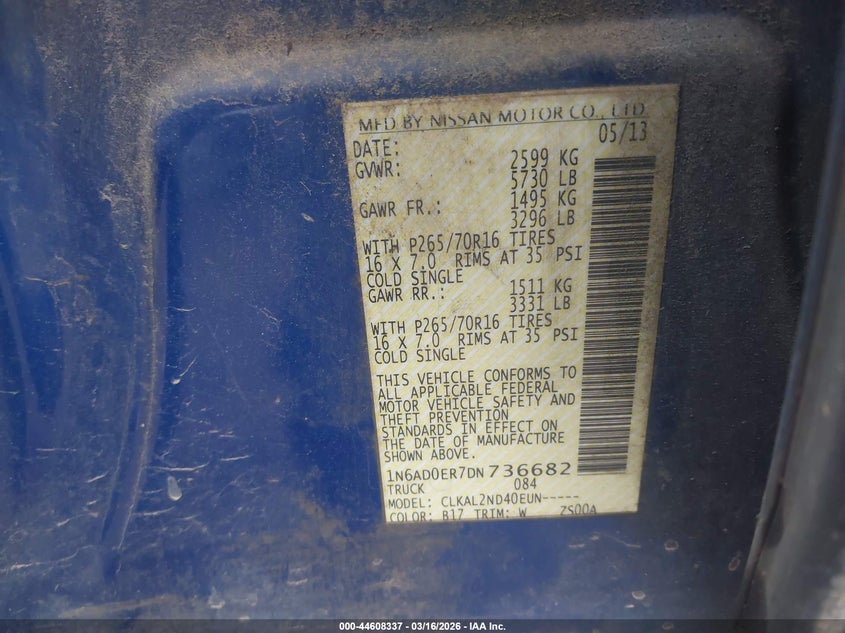 MFD BY NISSAN MOTOR CO., LTD
DATE: 05/13
GVWR: 2599 KG
5730 LB
GAWR FR.: 1495 KG
3296 LB
WITH P265/70R16 TIRES
16 X 7.0 RIMS AT 35 PSI
COLD SINGLE
GAWR RR.: 1511 KG
3331 LB
WITH P265/70R16 TIRES
16 X 7.0 RIMS AT 35 PSI
COLD SINGLE
THIS VEHICLE CONFORMS TO
ALL APPLICABLE FEDERAL
MOTOR VEHICLE SAFETY AND
THEFT PREVENTION
STANDARDS IN EFFECT ON
THE DATE OF MANUFACTURE
SHOWN ABOVE.
1N6AD0ER7DN736682
TRUCK 084
MODEL: CLKAL2ND40EUN-----
COLOR: B17 TRIM: W ZS00A
000-44608337 - 03/16/2026 - IAA Inc.